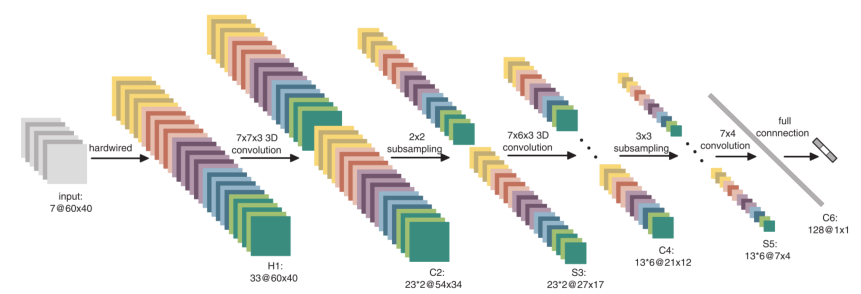 hardwired
7x7x3 3D
convolution
2x2
subsampling
7x6x3 3D
convolution
3x3
subsampling
7x4
convolution
full
connnection
input:
7@60x40
H1:
33@60x40
C2:
23*2@54x34
S3:
23*2@27x17
C4:
13*6@21x12
S5:
13*6@7x4
C6:
128@1x1